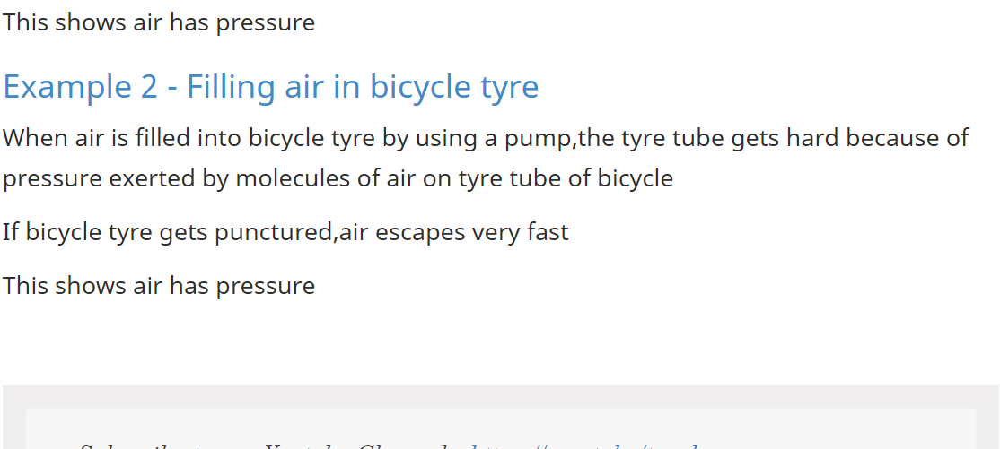 This shows air has pressure
Example 2 - Filling air in bicycle tyre
When air is filled into bicycle tyre by using a pump,the tyre tube gets hard because of
pressure exerted by molecules of air on tyre tube of bicycle
If bicycle tyre gets punctured,air escapes very fast
This shows air has pressure